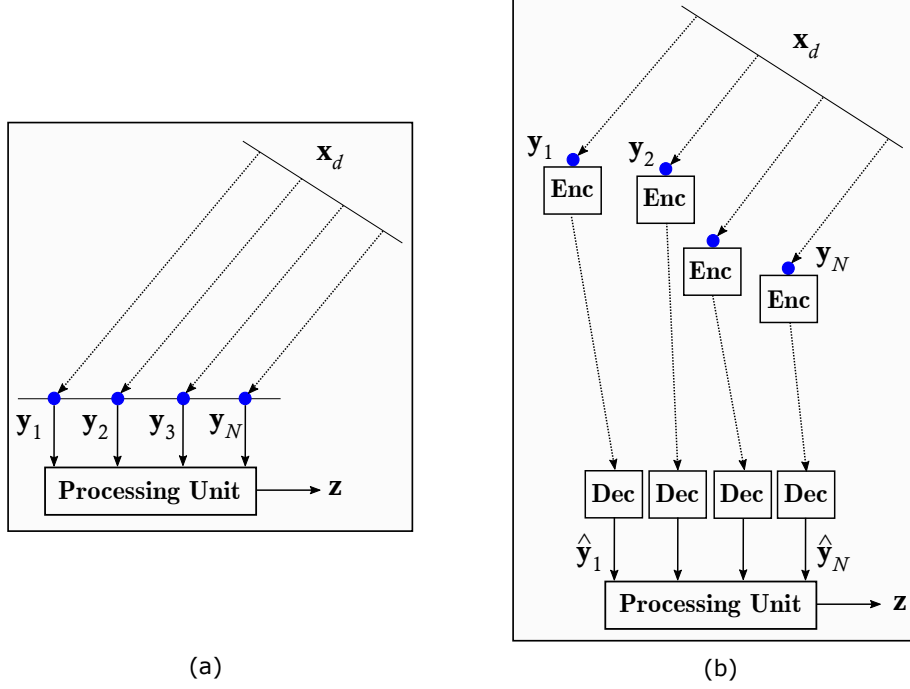 x_d
y_1 y_2 y_3 y_N
Processing Unit z
(a)
x_d
y_1 y_2
Enc Enc
Enc y_N
Enc
Dec Dec Dec Dec
ŷ_1 ŷ_N
Processing Unit z
(b)